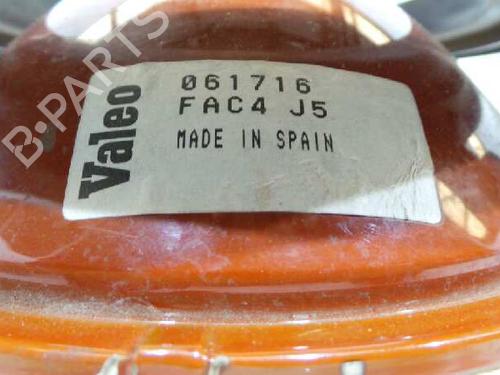 B-PARTS
Valeo
061716
FAC4 J5
MADE IN SPAIN